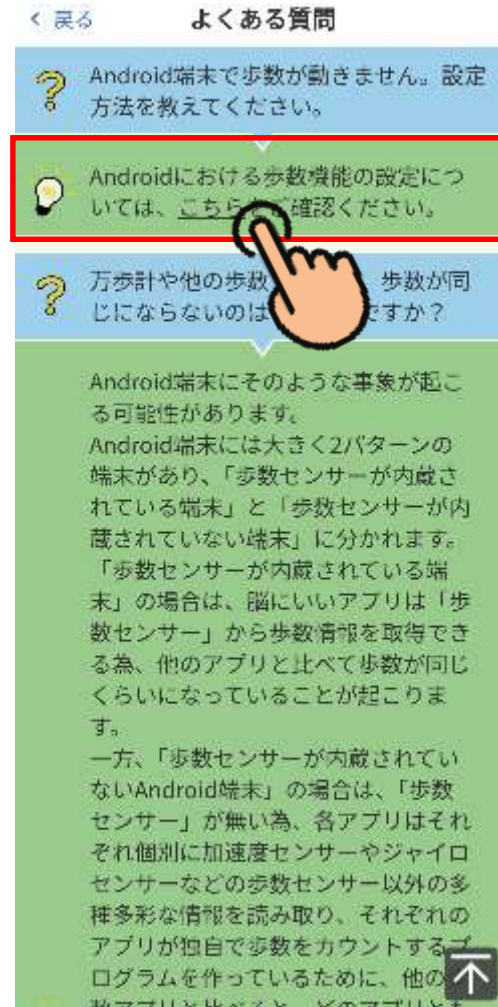 < 戻る よくある質問
Android端末で歩数が動きません。設定
方法を教えてください。
Androidにおける歩数機能の設定につ
いては、こちらをご確認ください。
万歩計や他の歩数 歩数が同
じにならないのは ですか？
Android端末にそのような事象が起こ
る可能性があります。
Android端末には大きく2パターンの
端末があり、「歩数センサーが内蔵さ
れている端末」と「歩数センサーが内
蔵されていない端末」に分かれます。
「歩数センサーが内蔵されている端
末」の場合は、脳にいいアプリは「歩
数センサー」から歩数情報を取得でき
る為、他のアプリと比べて歩数が同じ
くらいになっていることが起こりま
す。
一方、「歩数センサーが内蔵されてい
ないAndroid端末」の場合は、「歩数
センサー」が無い為、各アプリはそれ
ぞれ個別に加速度センサーやジャイロ
センサーなどの歩数センサー以外の多
種多彩な情報を読み取り、それぞれの
アプリが独自で歩数をカウントするプ
ログラムを作っているために、他の